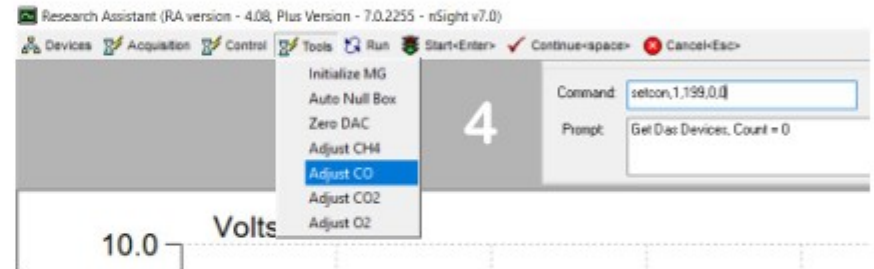 Research Assistant (RA version - 4.08, Plus Version - 7.0.2255 - nSight v7.0)
Devices Acquisition Control Tools Run Start<Enter> Continue<space> Cancel<Esc>
Initialize MG
Auto Null Box
Zero DAC
Adjust CH4
Adjust CO
Adjust CO2
Adjust O2
4
Command: setcon,1,199,0,0
Prompt: Get Das Devices, Count = 0
Volts
10.0